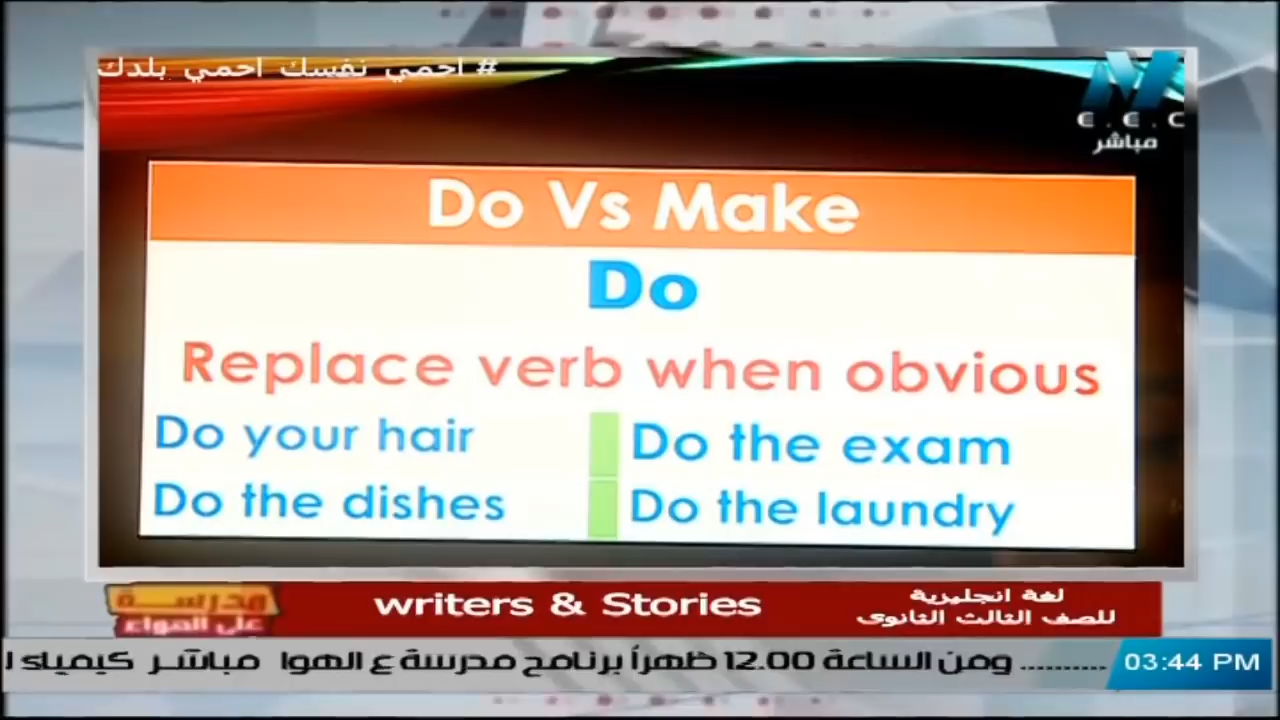 # احمي نفسك احمي بلدك
E.E.C
مباشر
Do Vs Make
Do
Replace verb when obvious
Do your hair
Do the exam
Do the dishes
Do the laundry
مدرسة
على الهواء
writers & Stories
لغة انجليزية
للصف الثالث الثانوى
ومن الساعة 12.00 ظهراً برنامج مدرسة ع الهوا مباشر كيمياء ل ..........
03:44 PM